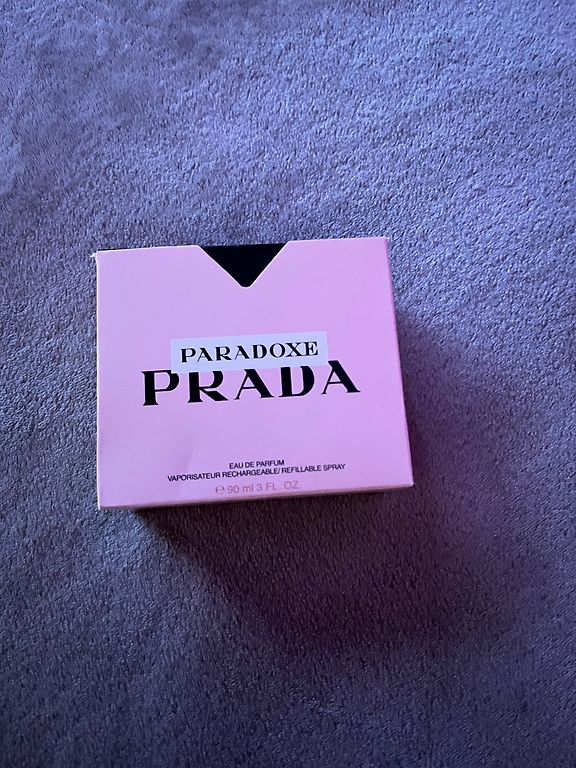 PARADOXE
PRADA
EAU DE PARFUM
VAPORISATEUR RECHARGEABLE/ REFILLABLE SPRAY
℮ 90 ml 3 FL. OZ.